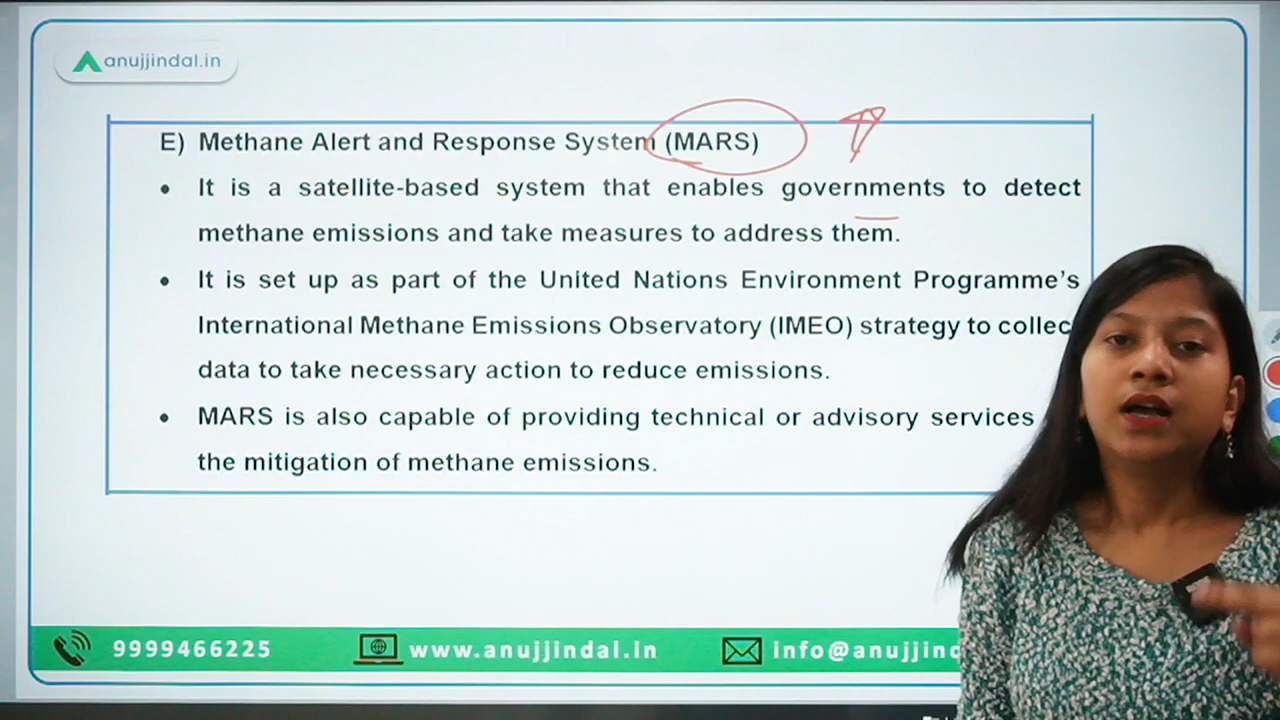 anujjindal.in
E) Methane Alert and Response System (MARS)
• It is a satellite-based system that enables governments to detect
methane emissions and take measures to address them.
• It is set up as part of the United Nations Environment Programme's
International Methane Emissions Observatory (IMEO) strategy to collec
data to take necessary action to reduce emissions.
• MARS is also capable of providing technical or advisory services
the mitigation of methane emissions.
9999466225 www.anujjindal.in info@anujjind